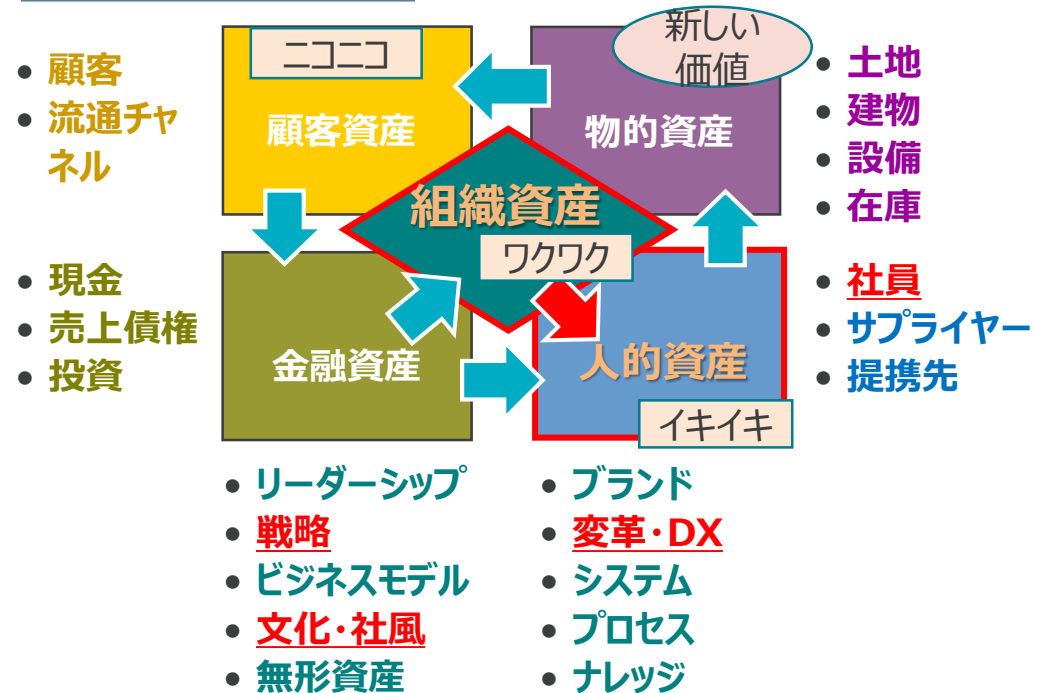 ニコニコ
新しい
価値
• 顧客
• 流通チャ
ネル
顧客資産
物的資産
• 土地
• 建物
• 設備
• 在庫
組織資産
ワクワク
• 現金
• 売上債権
• 投資
金融資産
人的資産
イキイキ
• 社員
• サプライヤー
• 提携先
• リーダーシップ
• 戦略
• ビジネスモデル
• 文化・社風
• 無形資産
• ブランド
• 変革・DX
• システム
• プロセス
• ナレッジ